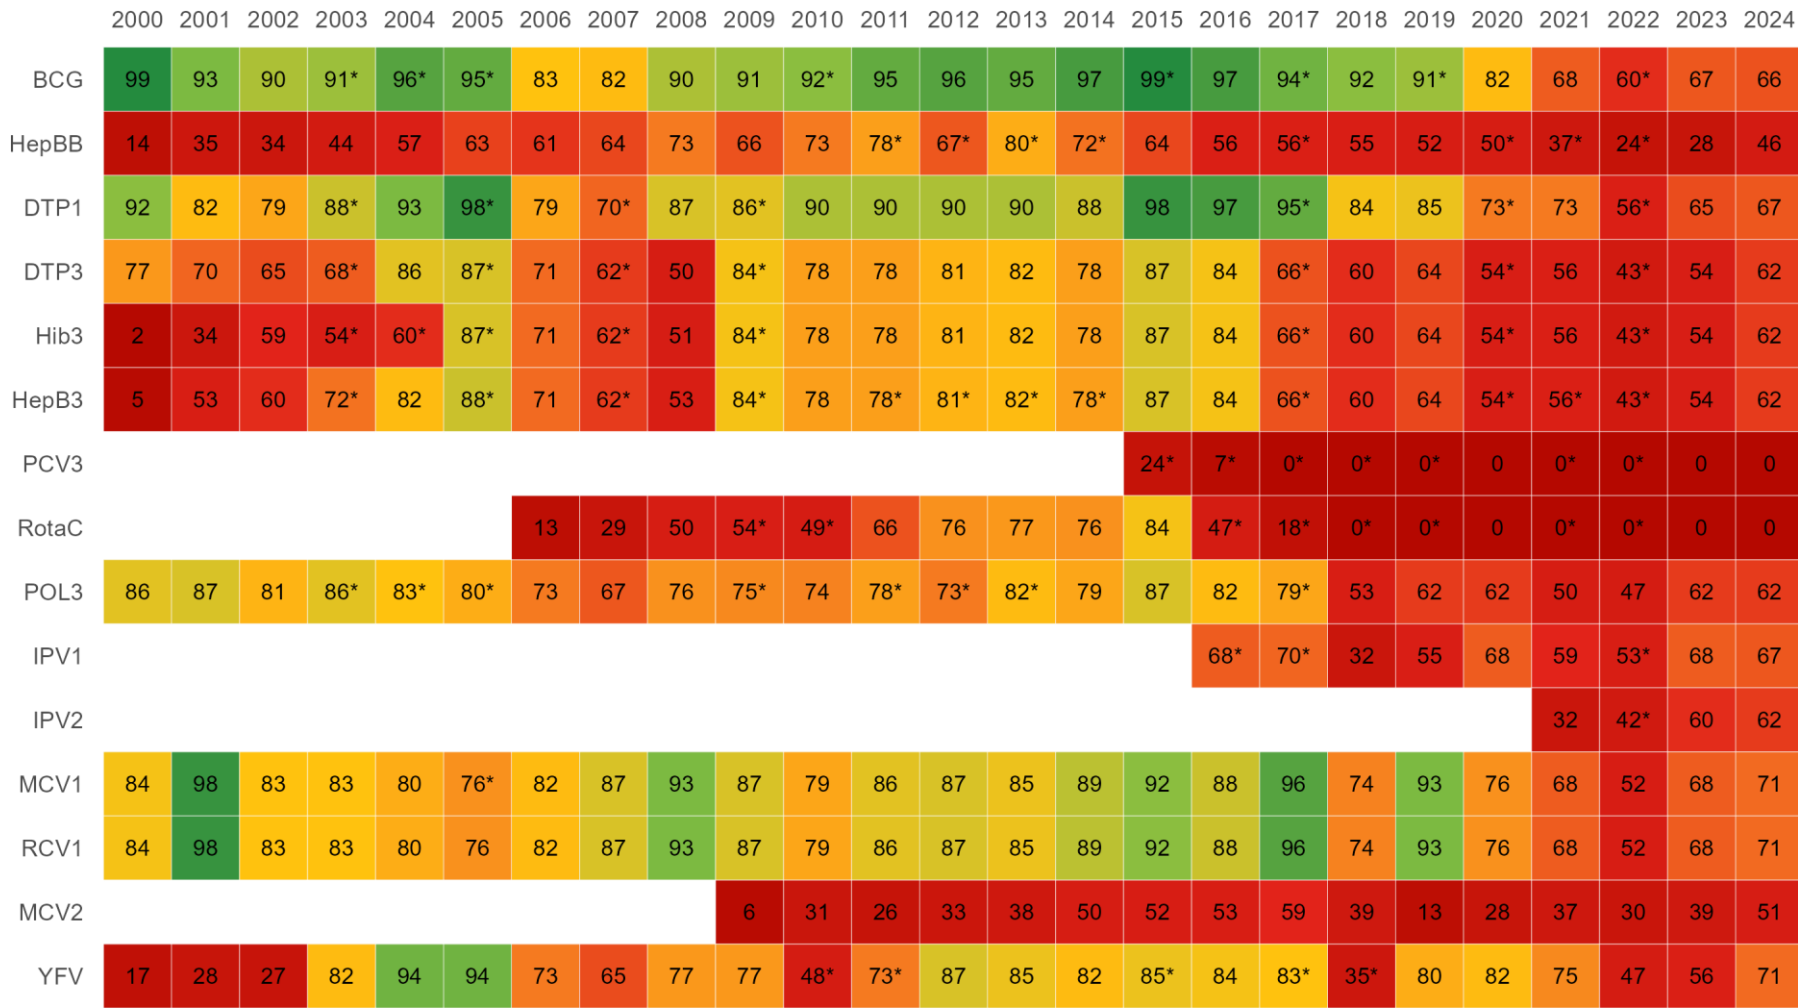 2000 2001 2002 2003 2004 2005 2006 2007 2008 2009 2010 2011 2012 2013 2014 2015 2016 2017 2018 2019 2020 2021 2022 2023 2024
BCG 99 93 90 91* 96* 95* 83 82 90 91 92* 95 96 95 97 99* 97 94* 92 91* 82 68 60* 67 66
HepBB 14 35 34 44 57 63 61 64 73 66 73 78* 67* 80* 72* 64 56 56* 55 52 50* 37* 24* 28 46
DTP1 92 82 79 88* 93 98* 79 70* 87 86* 90 90 90 90 88 98 97 95* 84 85 73* 73 56* 65 67
DTP3 77 70 65 68* 86 87* 71 62* 50 84* 78 78 81 82 78 87 84 66* 60 64 54* 56 43* 54 62
Hib3 2 34 59 54* 60* 87* 71 62* 51 84* 78 78 81 82 78 87 84 66* 60 64 54* 56 43* 54 62
HepB3 5 53 60 72* 82 88* 71 62* 53 84* 78 78* 81* 82* 78* 87 84 66* 60 64 54* 56* 43* 54 62
PCV3 24* 7* 0* 0* 0* 0 0* 0* 0 0
RotaC 13 29 50 54* 49* 66 76 77 76 84 47* 18* 0* 0* 0 0* 0* 0 0
POL3 86 87 81 86* 83* 80* 73 67 76 75* 74 78* 73* 82* 79 87 82 79* 53 62 62 50 47 62 62
IPV1 68* 70* 32 55 68 59 53* 68 67
IPV2 32 42* 60 62
MCV1 84 98 83 83 80 76* 82 87 93 87 79 86 87 85 89 92 88 96 74 93 76 68 52 68 71
RCV1 84 98 83 83 80 76 82 87 93 87 79 86 87 85 89 92 88 96 74 93 76 68 52 68 71
MCV2 6 31 26 33 38 50 52 53 59 39 13 28 37 30 39 51
YFV 17 28 27 82 94 94 73 65 77 77 48* 73* 87 85 82 85* 84 83* 35* 80 82 75 47 56 71